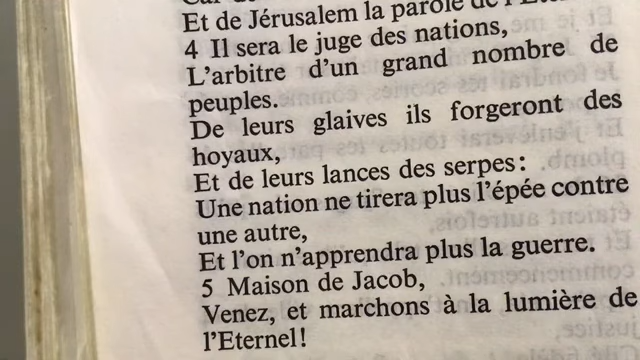 Et de Jérusalem la parole de l'Eter
4 Il sera le juge des nations,
L'arbitre d'un grand nombre de
peuples.
De leurs glaives ils forgeront des
hoyaux,
Et de leurs lances des serpes:
Une nation ne tirera plus l'épée contre
une autre,
Et l'on n'apprendra plus la guerre.
5 Maison de Jacob,
Venez, et marchons à la lumière de
l'Eternel!